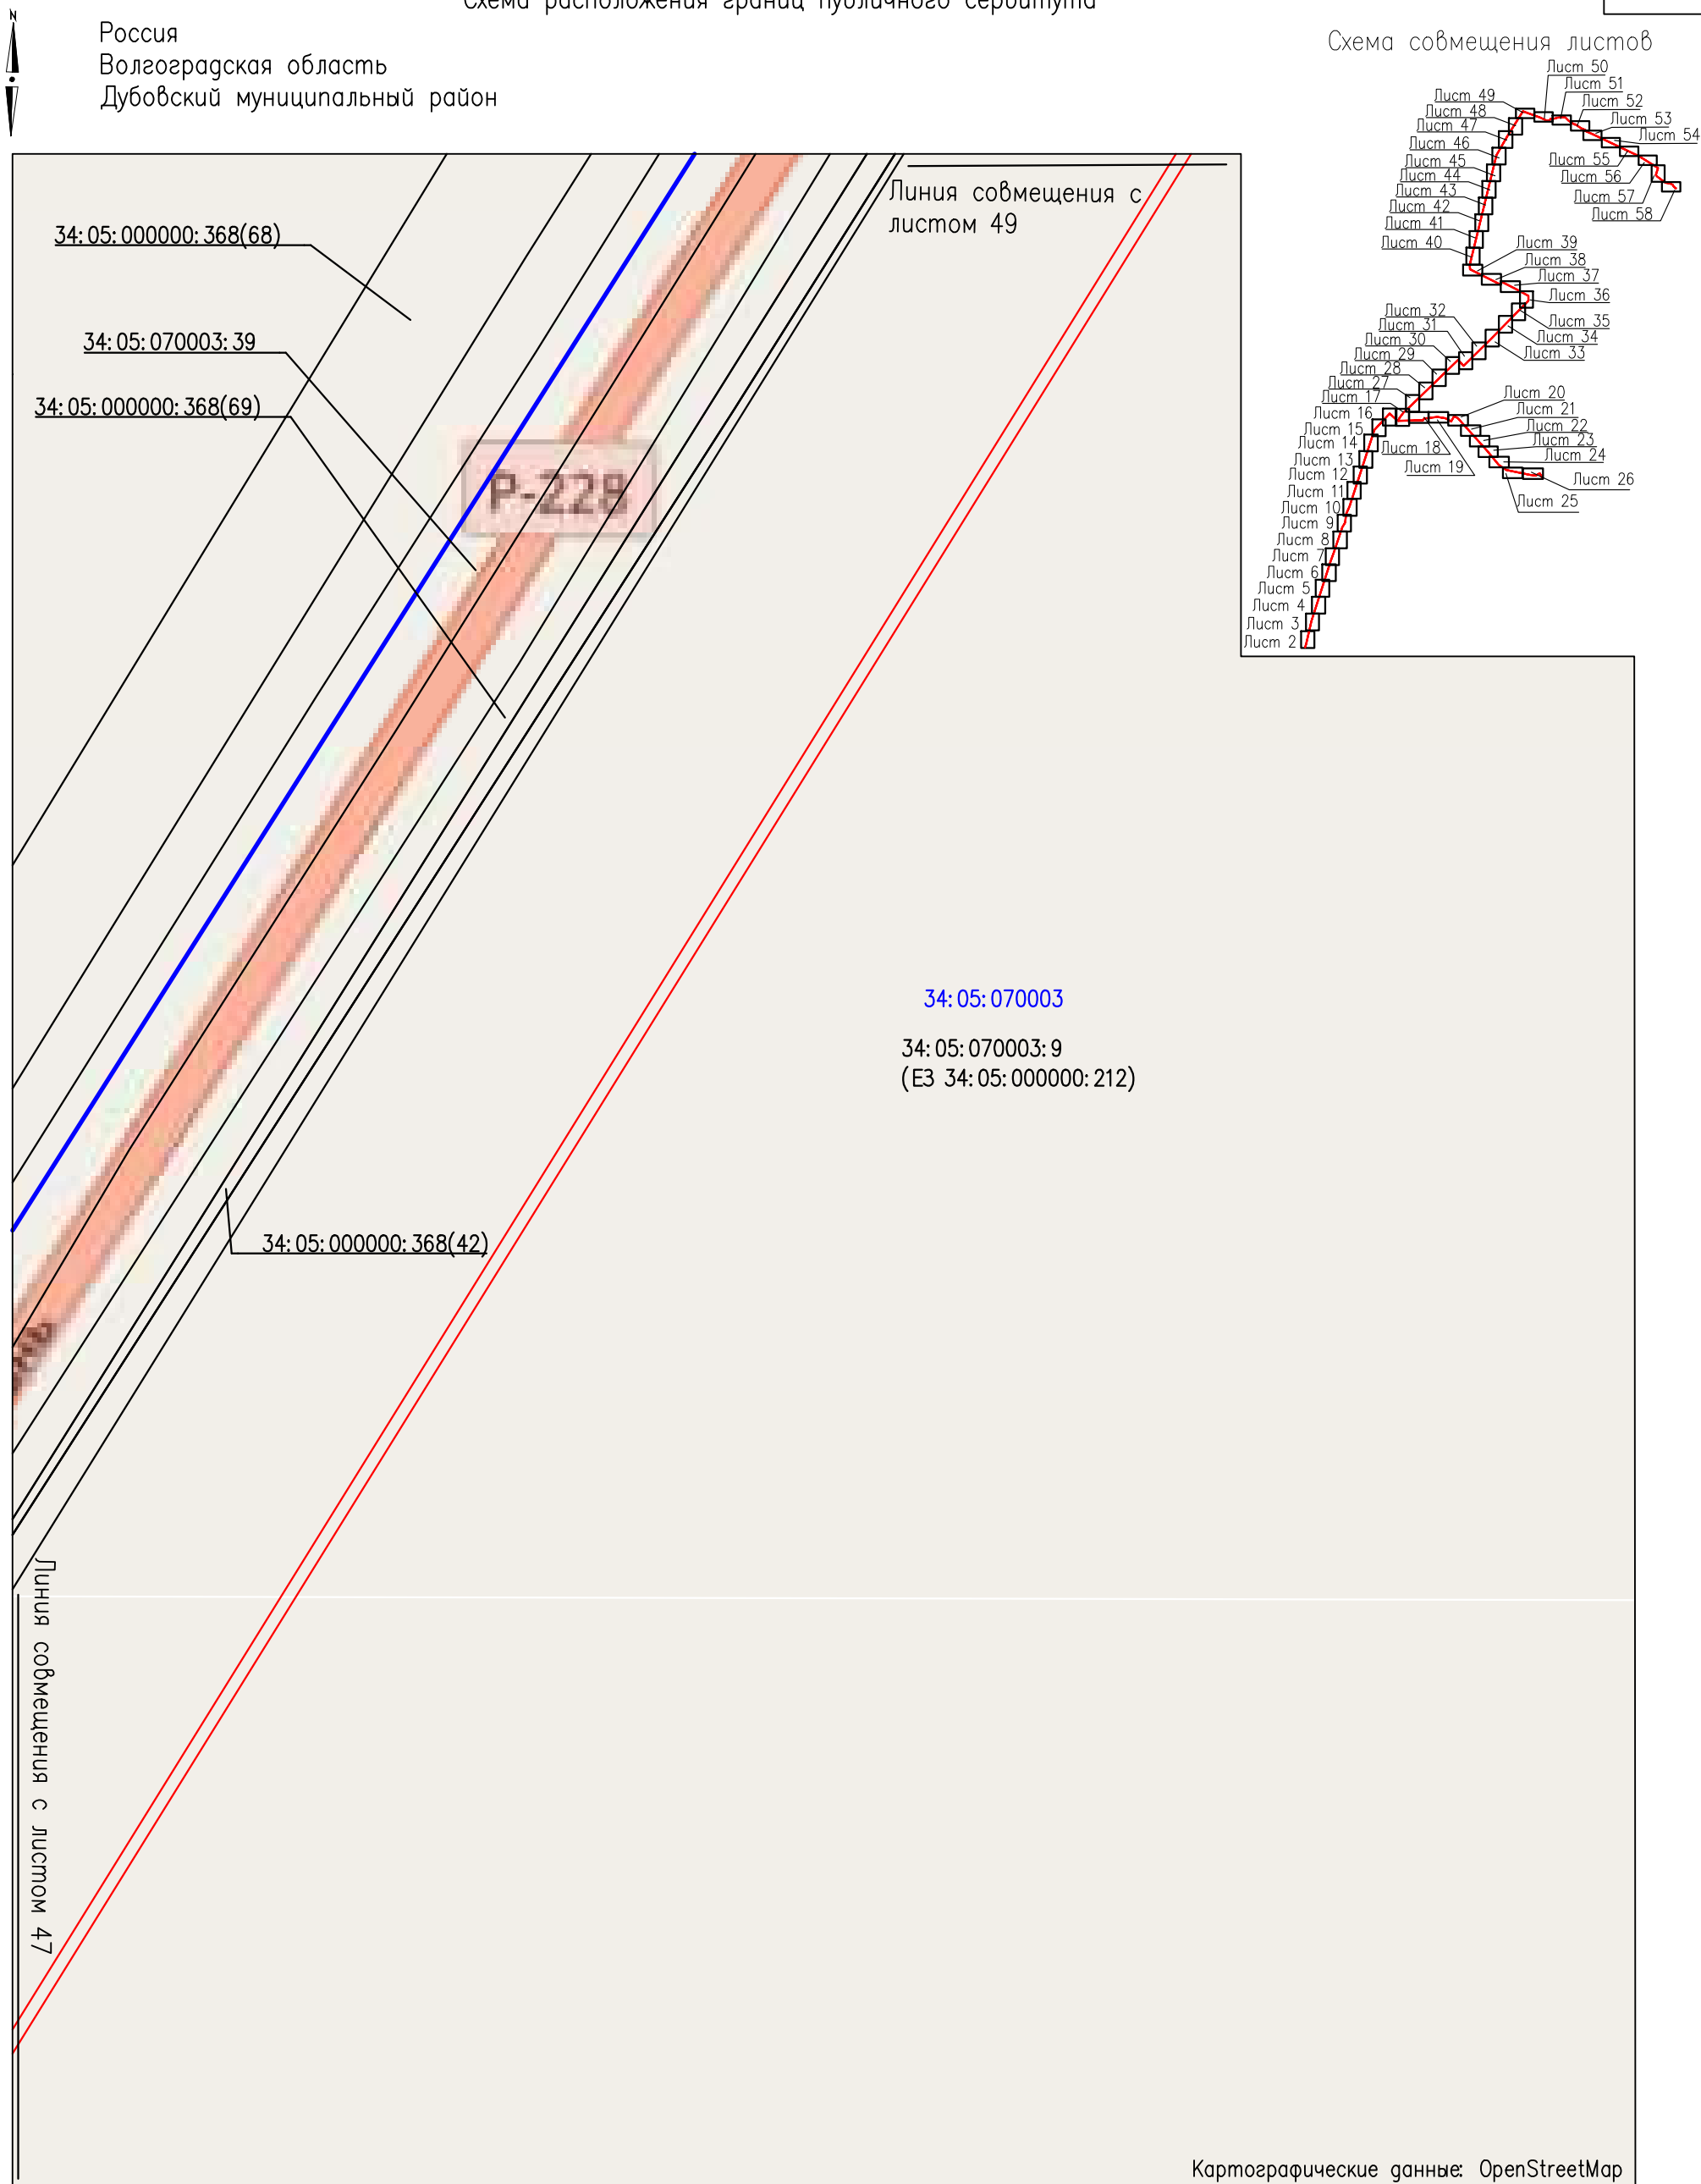 Схема расположения границ публичного сервитута
N
Россия
Волгоградская область
Дубовский муниципальный район
Схема совмещения листов
Лист 50
Лист 51
Лист 52
Лист 53
Лист 54
Лист 49
Лист 48
Лист 47
Лист 46
Лист 45
Лист 44
Лист 43
Лист 42
Лист 41
Лист 40
Лист 55
Лист 56
Лист 57
Лист 58
Лист 39
Лист 38
Лист 37
Лист 36
Лист 35
Лист 34
Лист 33
Лист 32
Лист 31
Лист 30
Лист 29
Лист 28
Лист 27
Лист 17
Лист 16
Лист 15
Лист 14
Лист 13
Лист 12
Лист 11
Лист 10
Лист 9
Лист 8
Лист 7
Лист 6
Лист 5
Лист 4
Лист 3
Лист 2
Лист 18
Лист 19
Лист 20
Лист 21
Лист 22
Лист 23
Лист 24
Лист 26
Лист 25
Линия совмещения с
листом 49
34:05:000000:368(68)
34:05:070003:39
34:05:000000:368(69)
Р-228
34:05:070003
34:05:070003:9
(ЕЗ 34:05:000000:212)
34:05:000000:368(42)
Линия совмещения с листом 47
Картографические данные: OpenStreetMap